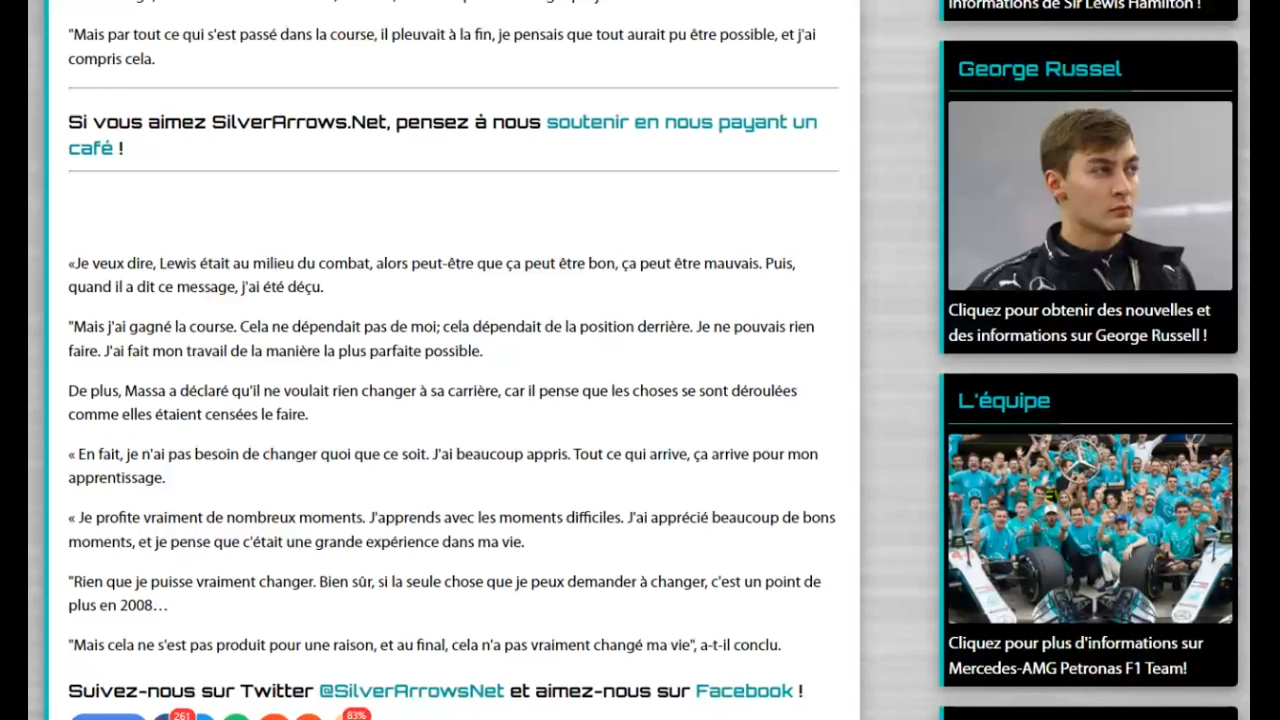 "Mais par tout ce qui s'est passé dans la course, il pleuvait à la fin, je pensais que tout aurait pu être possible, et j'ai
compris cela.
Si vous aimez SilverArrows.Net, pensez à nous soutenir en nous payant un
café !
«Je veux dire, Lewis était au milieu du combat, alors peut-être que ça peut être bon, ça peut être mauvais. Puis,
quand il a dit ce message, j'ai été déçu.
"Mais j'ai gagné la course. Cela ne dépendait pas de moi; cela dépendait de la position derrière. Je ne pouvais rien
faire. J'ai fait mon travail de la manière la plus parfaite possible.
De plus, Massa a déclaré qu'il ne voulait rien changer à sa carrière, car il pense que les choses se sont déroulées
comme elles étaient censées le faire.
« En fait, je n'ai pas besoin de changer quoi que ce soit. J'ai beaucoup appris. Tout ce qui arrive, ça arrive pour mon
apprentissage.
« Je profite vraiment de nombreux moments. J'apprends avec les moments difficiles. J'ai apprécié beaucoup de bons
moments, et je pense que c'était une grande expérience dans ma vie.
"Rien que je puisse vraiment changer. Bien sûr, si la seule chose que je peux demander à changer, c'est un point de
plus en 2008…
"Mais cela ne s'est pas produit pour une raison, et au final, cela n'a pas vraiment changé ma vie", a-t-il conclu.
Suivez-nous sur Twitter @SilverArrowsNet et aimez-nous sur Facebook !
261
83%
informations de Sir Lewis Hamilton !
George Russel
Cliquez pour obtenir des nouvelles et
des informations sur George Russell !
L'équipe
Cliquez pour plus d'informations sur
Mercedes-AMG Petronas F1 Team!